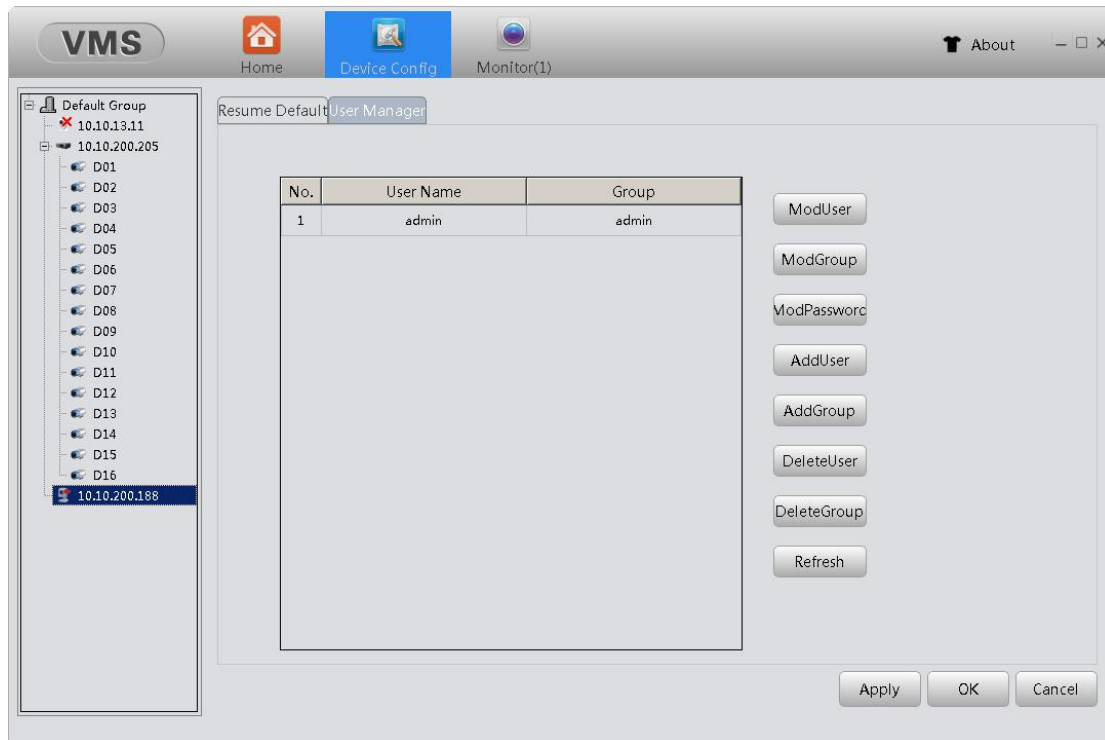 VMS
Home
Device Config
Monitor(1)
About
Default Group
10.10.13.11
10.10.200.205
D01
D02
D03
D04
D05
D06
D07
D08
D09
D10
D11
D12
D13
D14
D15
D16
10.10.200.188
Resume Default User Manager
No. User Name Group
1 admin admin
ModUser
ModGroup
ModPassword
AddUser
AddGroup
DeleteUser
DeleteGroup
Refresh
Apply OK Cancel